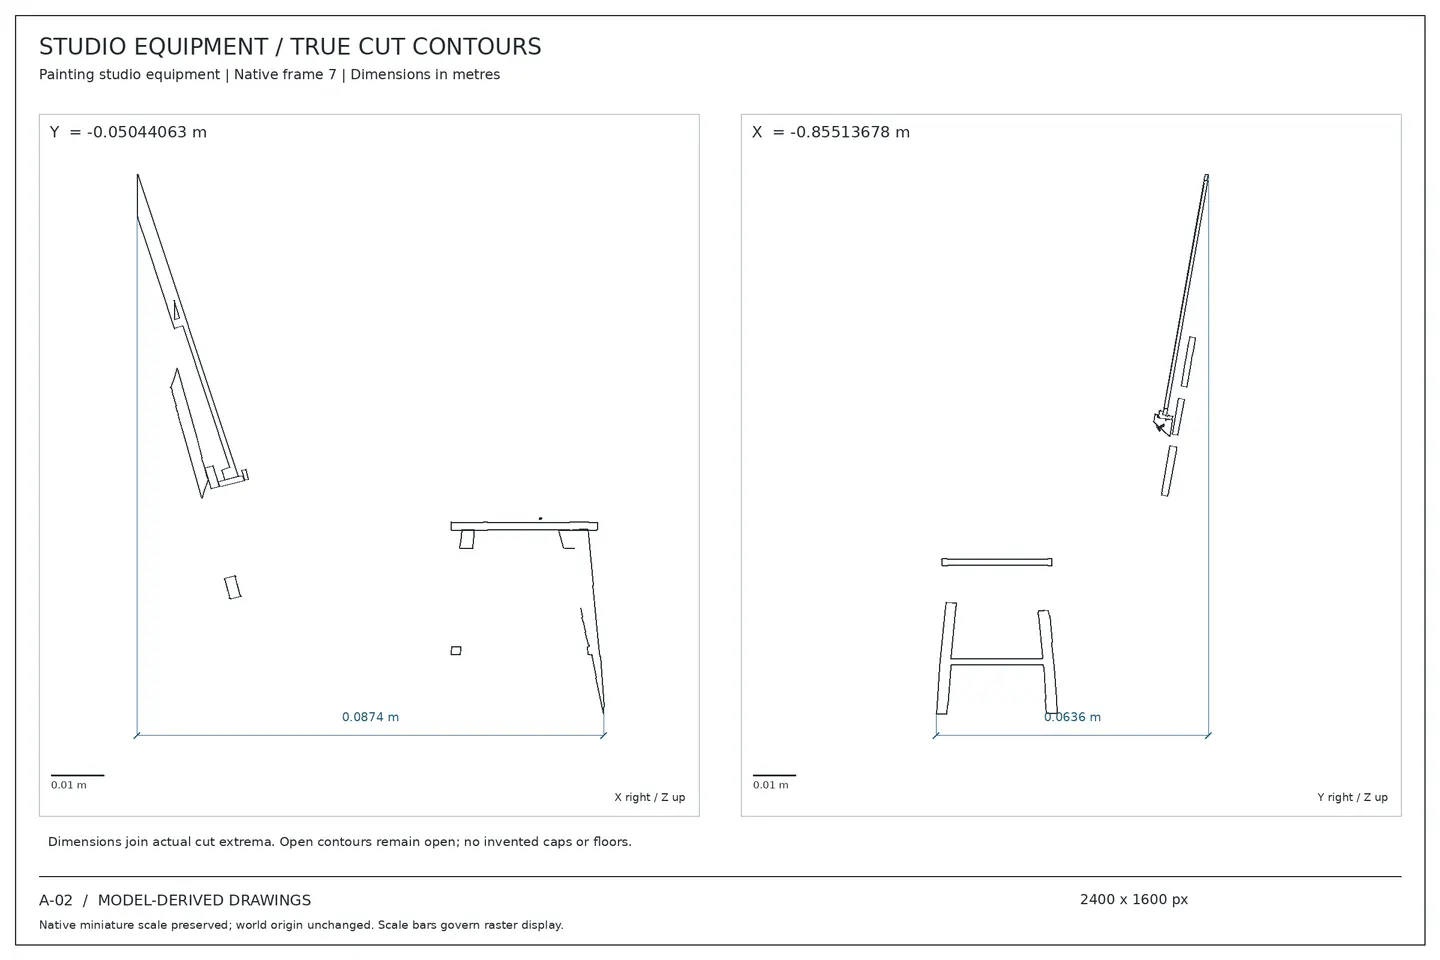 STUDIO EQUIPMENT / TRUE CUT CONTOURS
Painting studio equipment | Native frame 7 | Dimensions in metres
Y  = -0.05044063 m
0.0874 m
0.01 m
X right / Z up
X  = -0.85513678 m
0.0636 m
0.01 m
Y right / Z up
Dimensions join actual cut extrema. Open contours remain open; no invented caps or floors.
A-02  /  MODEL-DERIVED DRAWINGS
2400 x 1600 px
Native miniature scale preserved; world origin unchanged. Scale bars govern raster display.